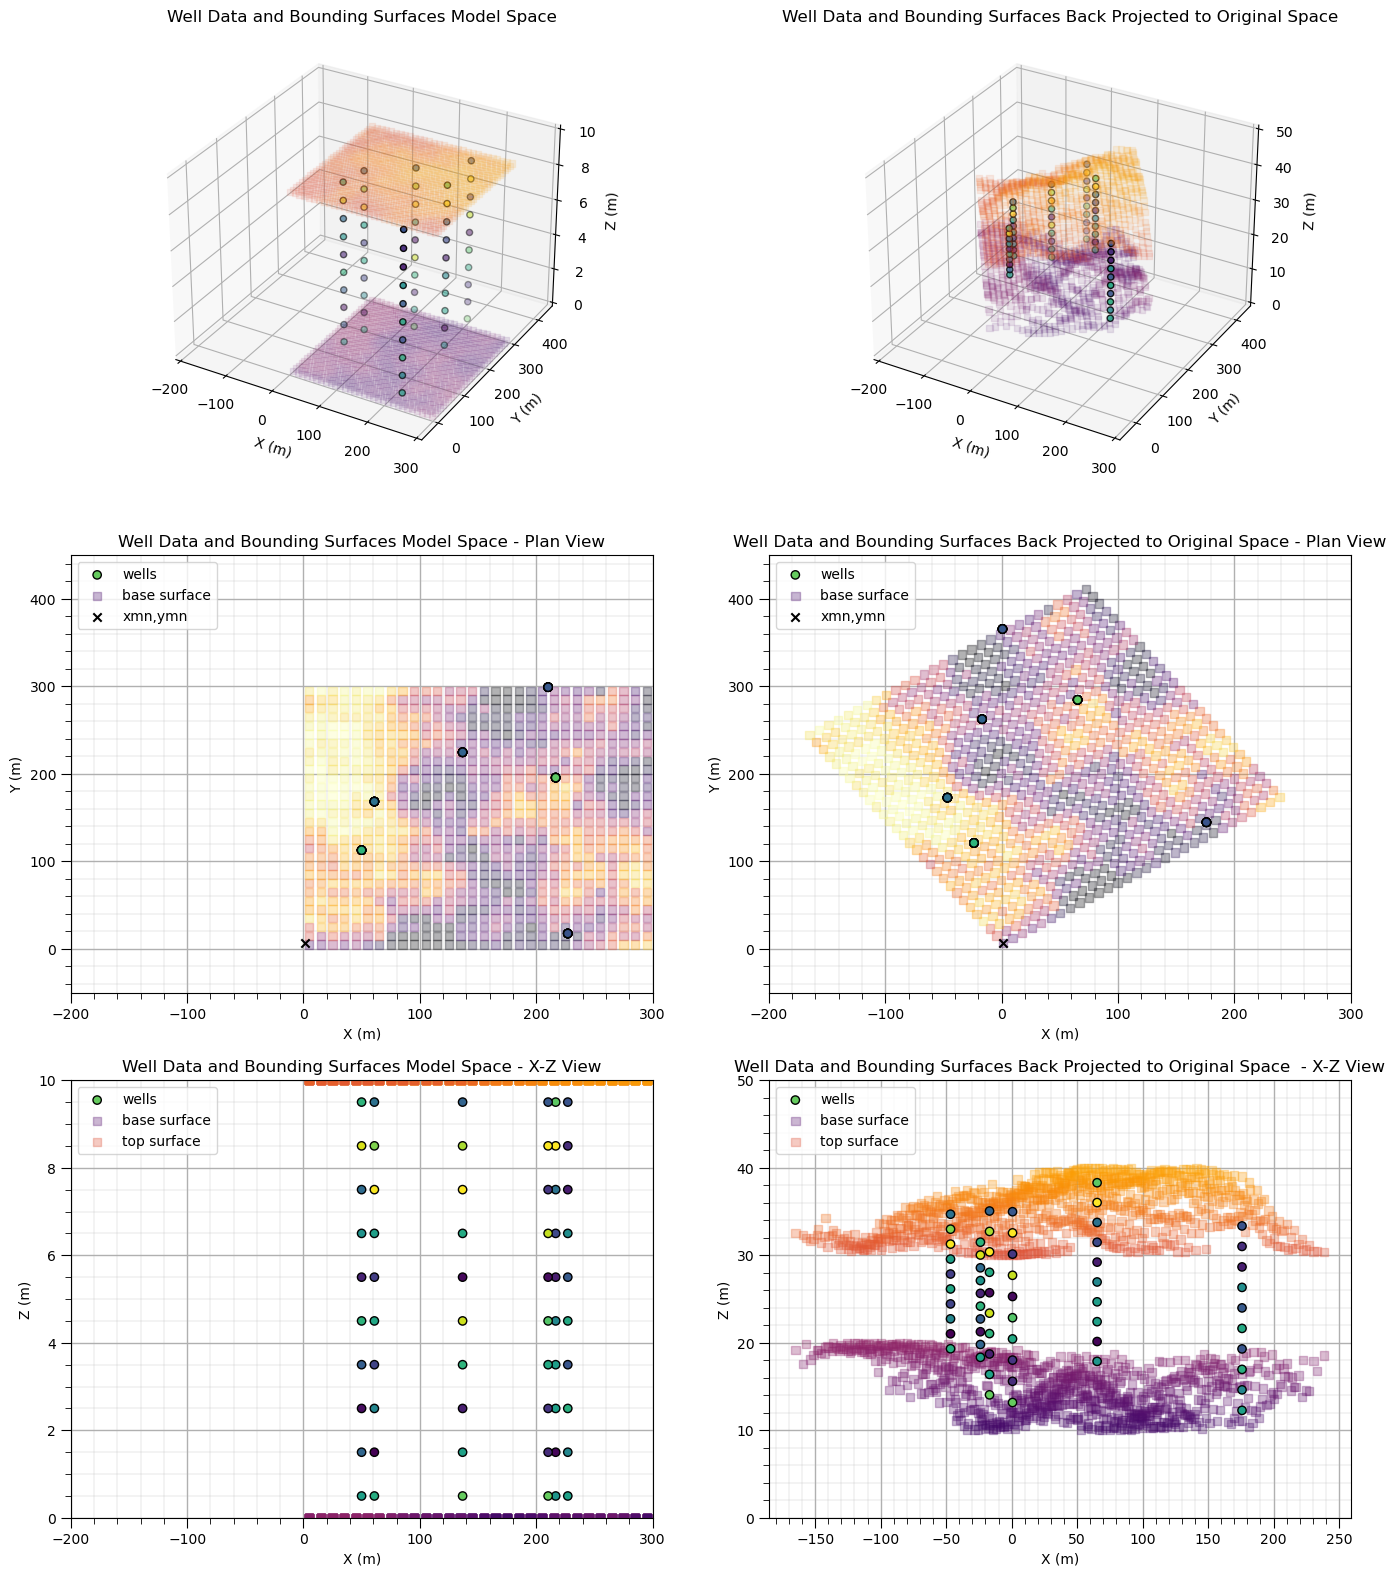 Well Data and Bounding Surfaces Model Space
10
8
6
4
2
0
Z (m)
400
300
200
100
0
Y (m)
−200
−100
0
100
200
300
X (m)
Well Data and Bounding Surfaces Back Projected to Original Space
50
40
30
20
10
0
Z (m)
400
300
200
100
0
Y (m)
−200
−100
0
100
200
300
X (m)
Well Data and Bounding Surfaces Model Space - Plan View
wells
base surface
xmn,ymn
400
300
200
100
0
Y (m)
−200 −100 0 100 200 300
X (m)
Well Data and Bounding Surfaces Back Projected to Original Space - Plan View
wells
base surface
xmn,ymn
400
300
200
100
0
Y (m)
−200 −100 0 100 200 300
X (m)
Well Data and Bounding Surfaces Model Space - X-Z View
wells
base surface
top surface
10
8
6
4
2
0
Z (m)
−200 −100 0 100 200 300
X (m)
Well Data and Bounding Surfaces Back Projected to Original Space  - X-Z View
wells
base surface
top surface
50
40
30
20
10
0
Z (m)
−150 −100 −50 0 50 100 150 200 250
X (m)